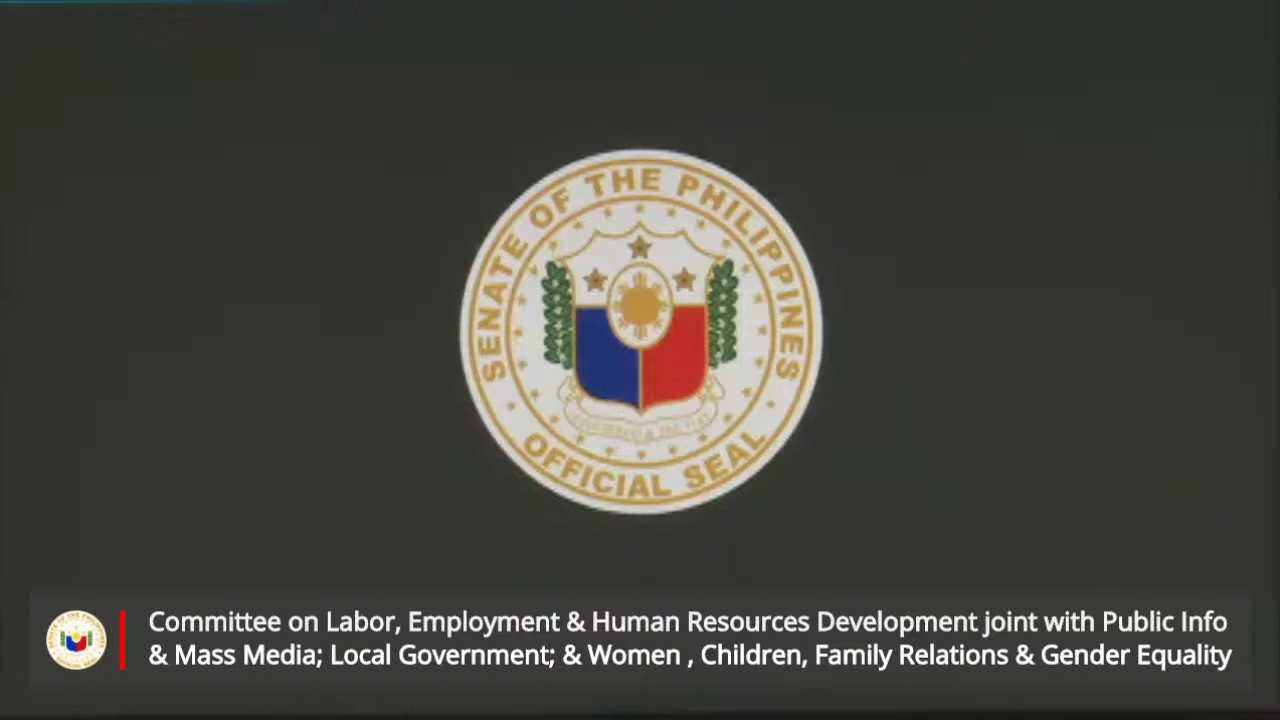 SENATE OF THE PHILIPPINES
OFFICIAL SEAL
Committee on Labor, Employment & Human Resources Development joint with Public Info
& Mass Media; Local Government; & Women , Children, Family Relations & Gender Equality